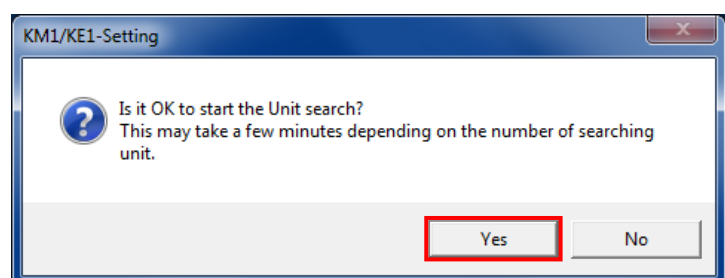 KM1/KE1-Setting
Is it OK to start the Unit search?
This may take a few minutes depending on the number of searching
unit.
Yes
No